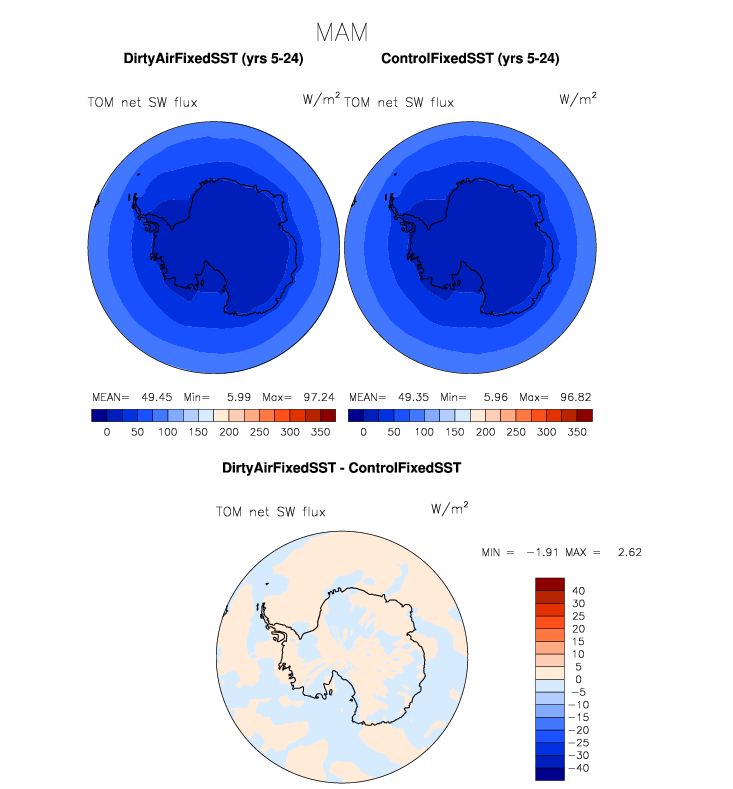 MAM
DirtyAirFixedSST (yrs 5-24)
ControlFixedSST (yrs 5-24)
TOM net SW flux
W/m²
TOM net SW flux
W/m²
MEAN= 49.45 Min= 5.99 Max= 97.24
MEAN= 49.35 Min= 5.96 Max= 96.82
0 50 100 150 200 250 300 350
0 50 100 150 200 250 300 350
DirtyAirFixedSST - ControlFixedSST
TOM net SW flux
W/m²
MIN = -1.91 MAX = 2.62
40
30
25
20
15
10
5
0
-5
-10
-15
-20
-25
-30
-40